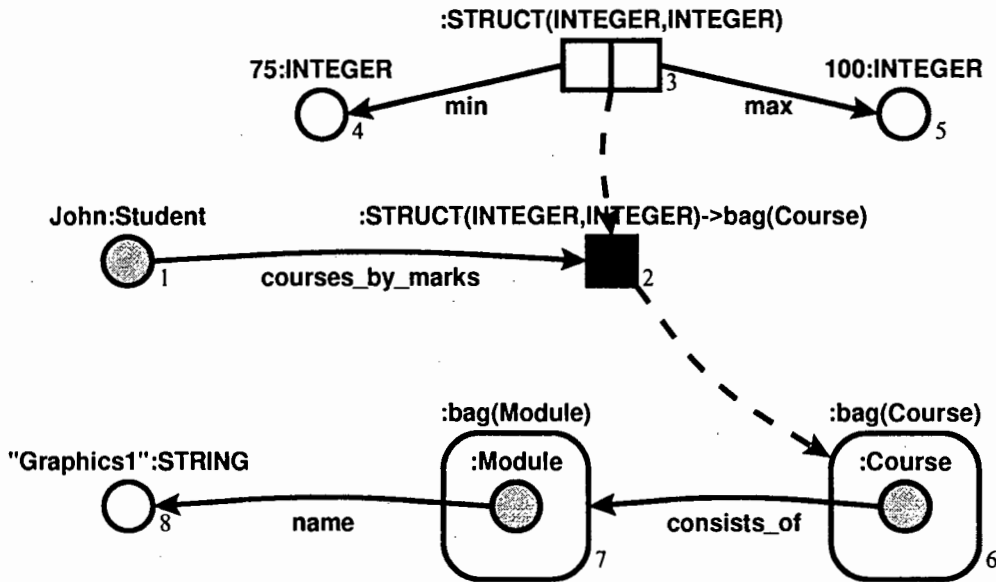 :STRUCT(INTEGER,INTEGER)
75:INTEGER
100:INTEGER
3
min
max
4
5
John:Student
:STRUCT(INTEGER,INTEGER)->bag(Course)
1
courses_by_marks
2
:bag(Module)
:bag(Course)
"Graphics1":STRING
:Module
:Course
8
name
consists_of
7
6